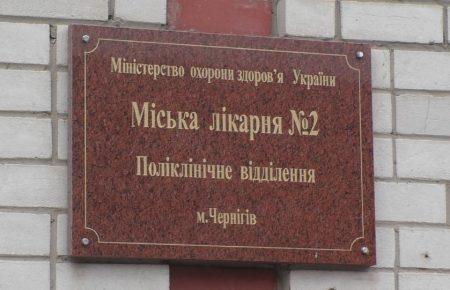 Міністерство охорони здоров'я України
Міська лікарня №2
Поліклінічне відділення
м.Чернігів